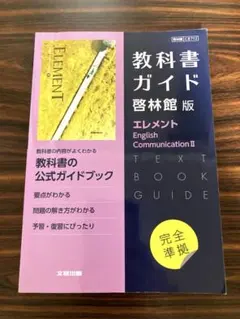 教科書
ガイド
啓林館 版
エレメント
English
Communication Ⅱ
TEXT
BOOK
GUIDE
完全
準拠
ELEMENT
教科書の内容がよくわかる
教科書の
公式ガイドブック
要点がわかる
問題の解き方がわかる
予習・復習にぴったり
文研出版